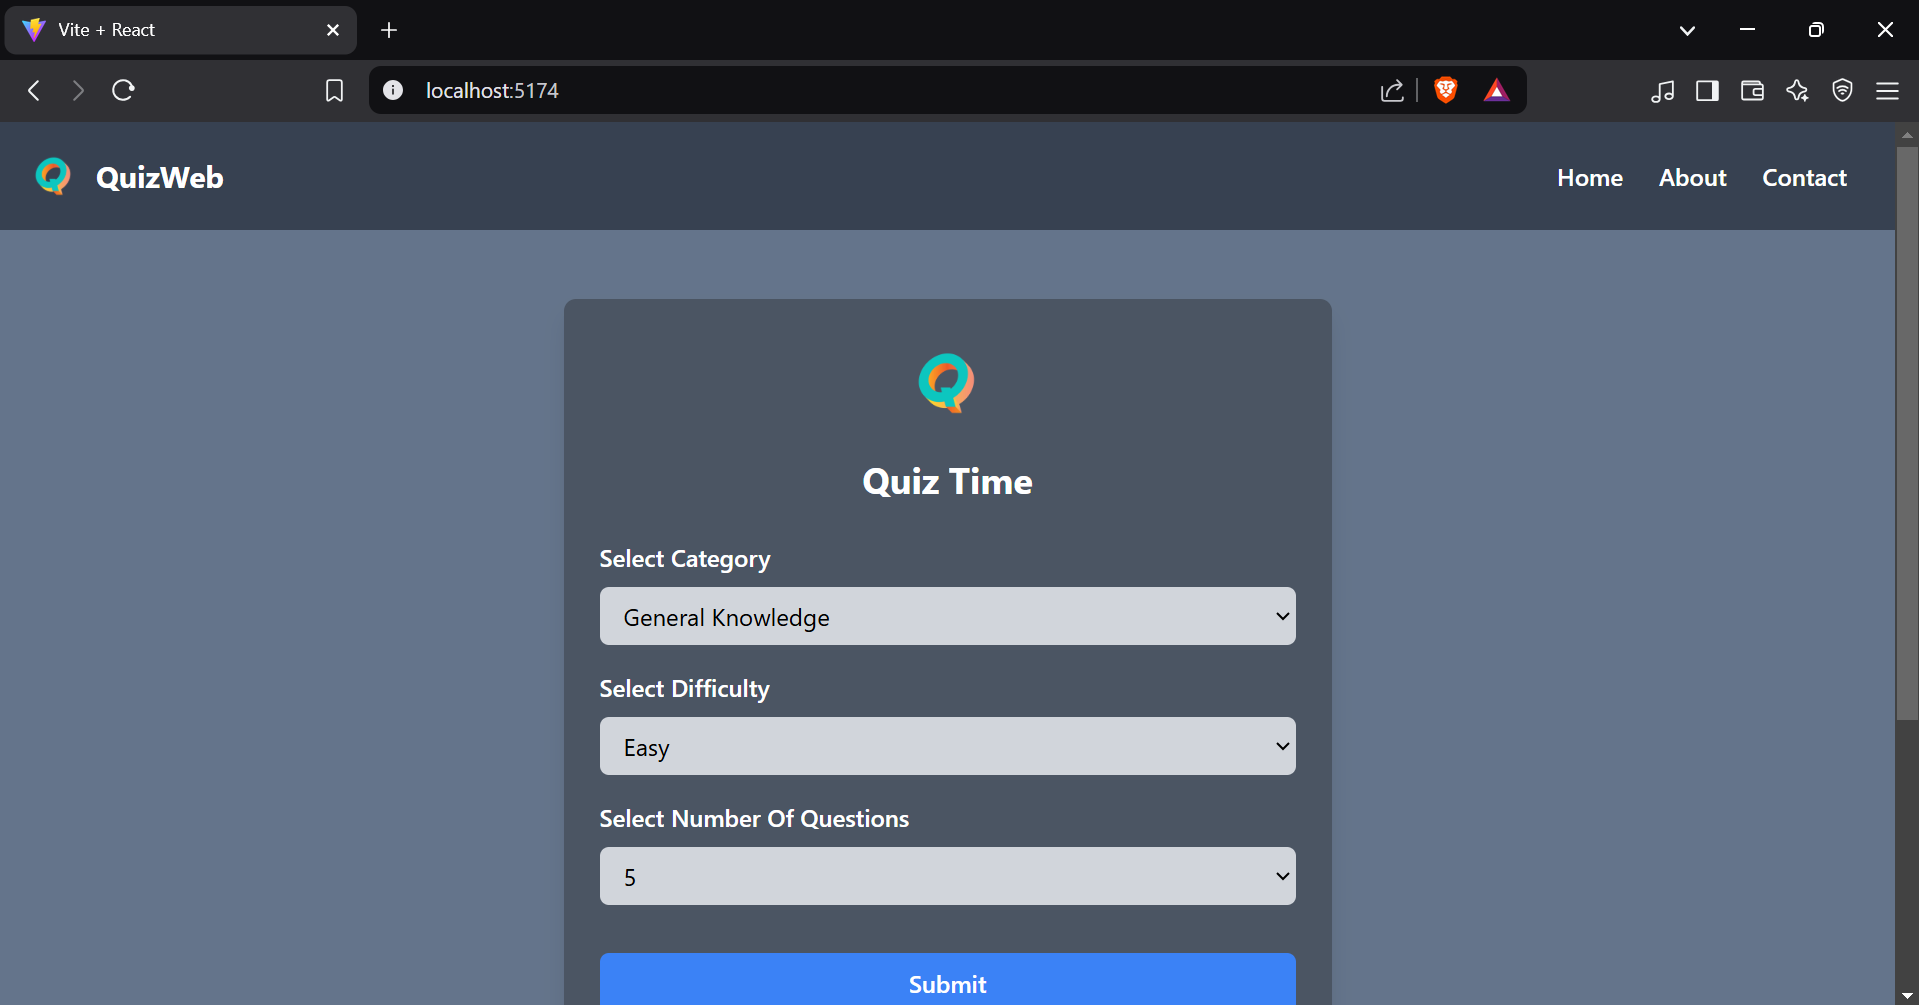 Vite + React
localhost:5174
QuizWeb
Home About Contact
Quiz Time
Select Category
General Knowledge
Select Difficulty
Easy
Select Number Of Questions
5
Submit